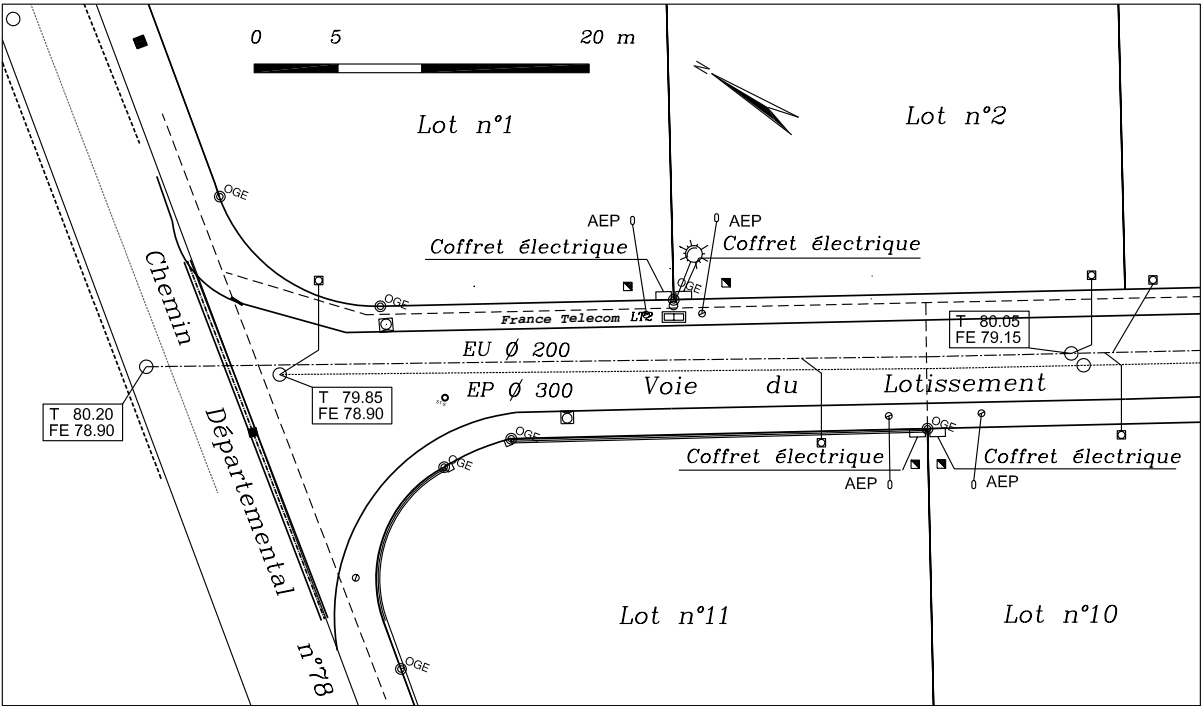 0 5 20 m
N
Lot n°1
Lot n°2
OGE
AEP
AEP
Coffret électrique
Coffret électrique
OGE
OGE
France Telecom LT2
T 80.05
FE 79.15
EU Ø 200
EP Ø 300
Voie du Lotissement
T 79.85
FE 78.90
T 80.20
FE 78.90
Chemin Départemental n°78
OGE
OGE
OGE
Coffret électrique
Coffret électrique
AEP
AEP
Lot n°11
Lot n°10
OGE